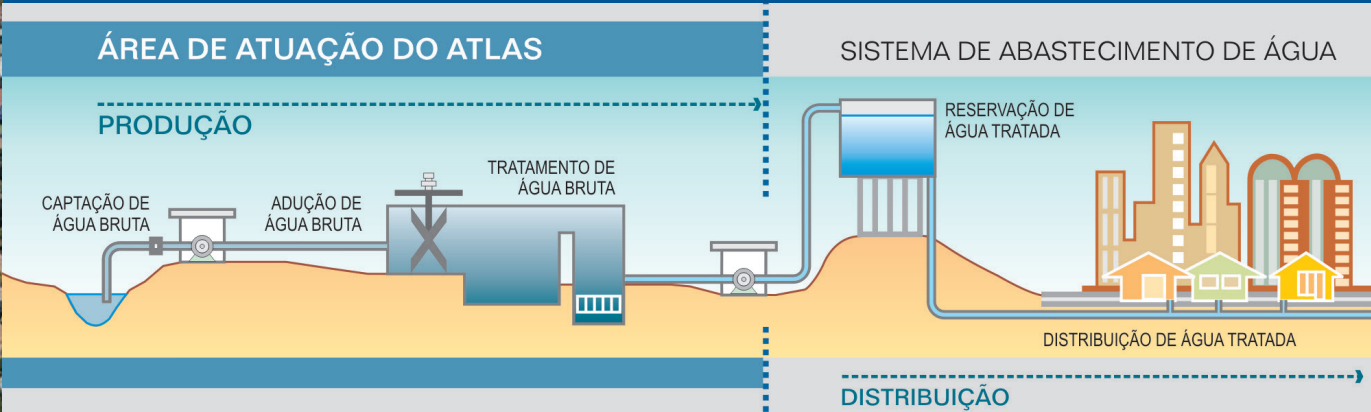 ÁREA DE ATUAÇÃO DO ATLAS
SISTEMA DE ABASTECIMENTO DE ÁGUA
PRODUÇÃO
CAPTAÇÃO DE
ÁGUA BRUTA
ADUÇÃO DE
ÁGUA BRUTA
TRATAMENTO DE
ÁGUA BRUTA
RESERVAÇÃO DE
ÁGUA TRATADA
DISTRIBUIÇÃO DE ÁGUA TRATADA
DISTRIBUIÇÃO